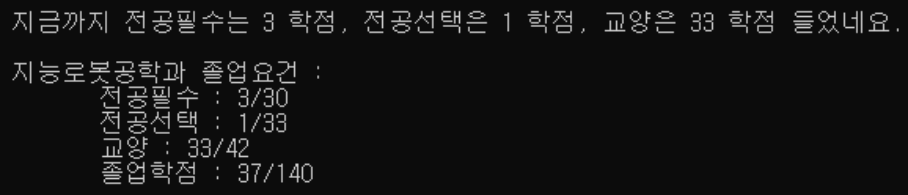 지금까지 전공필수는 3 학점, 전공선택은 1 학점, 교양은 33 학점 들었네요.
지능로봇공학과 졸업요건 :
전공필수 : 3/30
전공선택 : 1/33
교양 : 33/42
졸업학점 : 37/140